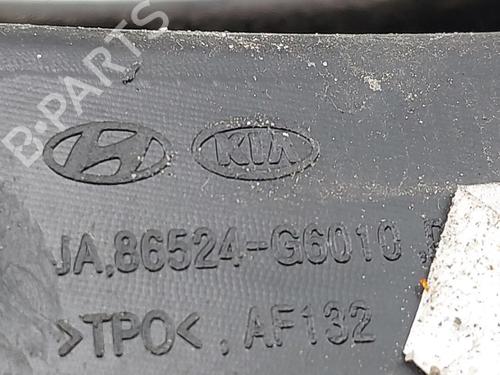 B-PARTS
KIA
JA.86524-G6010
>TPO<, AF132